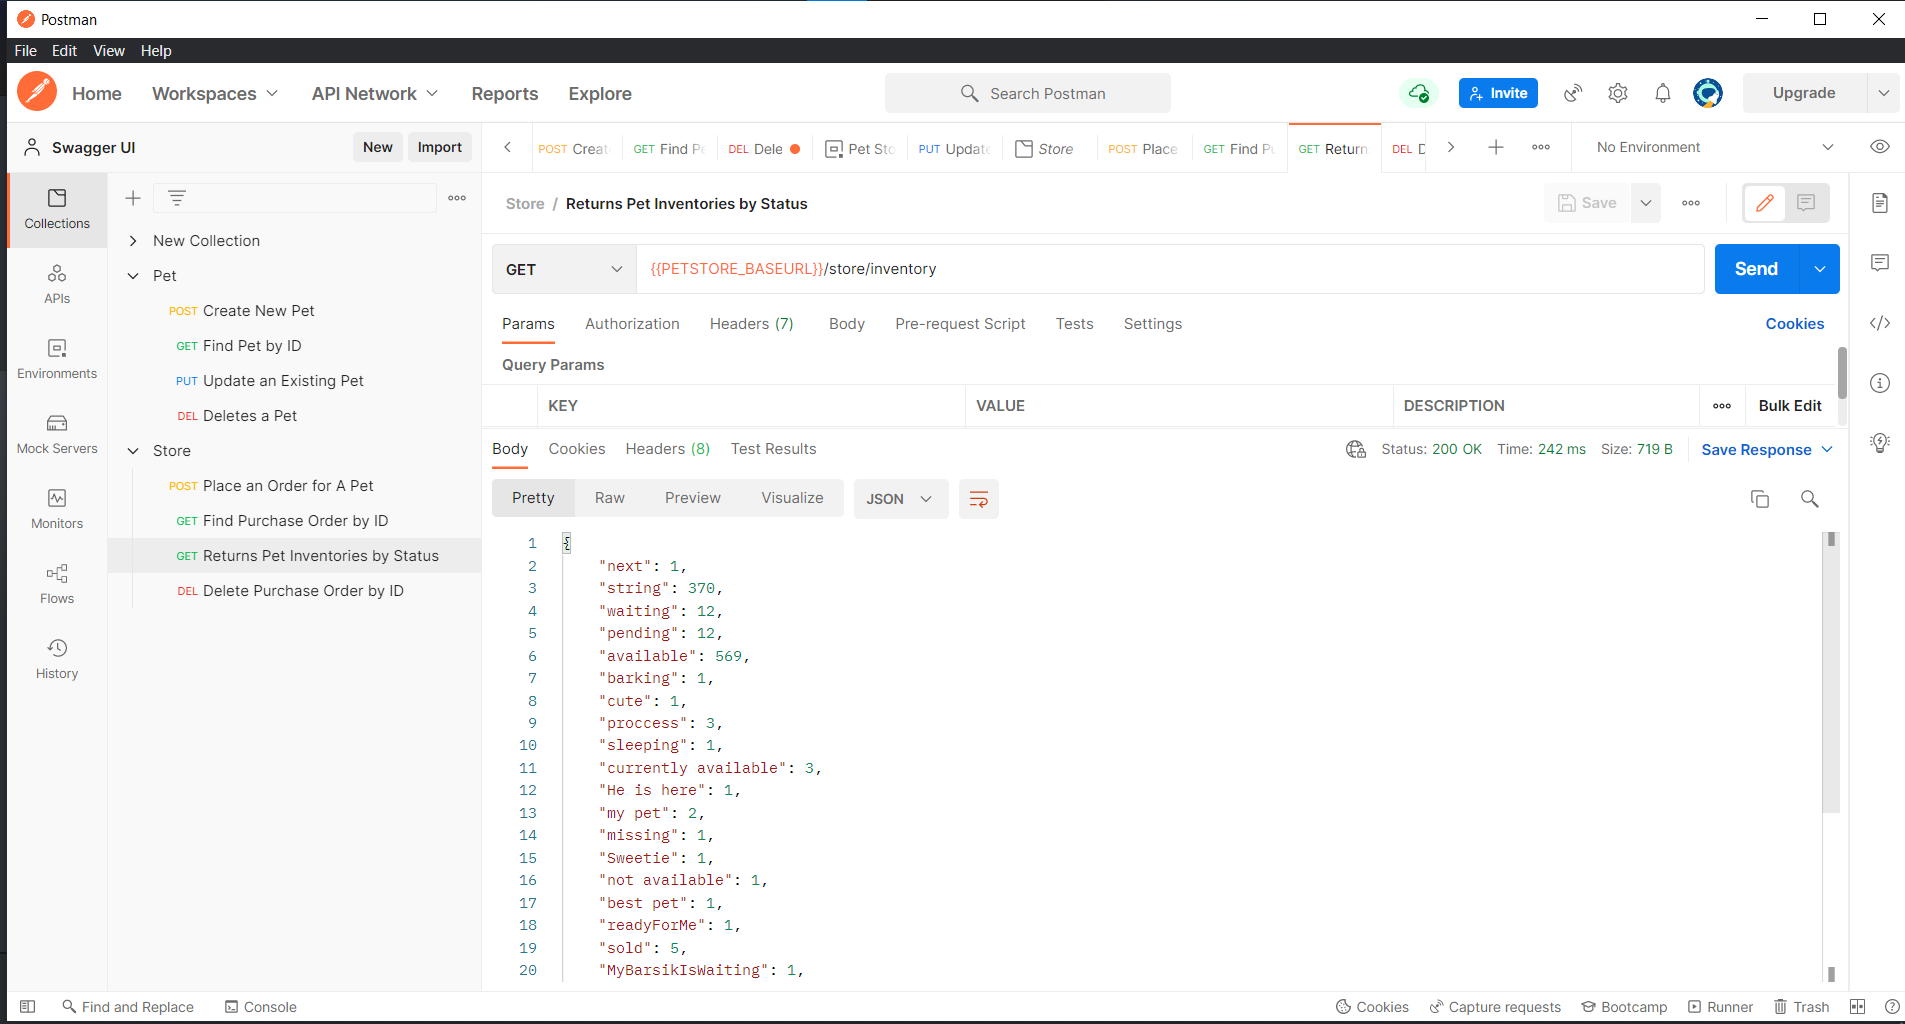 Postman
File Edit View Help
Home Workspaces API Network Reports Explore Search Postman Invite Upgrade
Swagger UI New Import
POST Creat GET Find Pe DEL Dele Pet Sto PUT Updat Store POST Place GET Find Pu GET Return DEL D No Environment
Collections
APIs
Environments
Mock Servers
Monitors
Flows
History
New Collection
Pet
POST Create New Pet
GET Find Pet by ID
PUT Update an Existing Pet
DEL Deletes a Pet
Store
POST Place an Order for A Pet
GET Find Purchase Order by ID
GET Returns Pet Inventories by Status
DEL Delete Purchase Order by ID
Store / Returns Pet Inventories by Status Save
GET {{PETSTORE_BASEURL}}/store/inventory Send
Params Authorization Headers (7) Body Pre-request Script Tests Settings Cookies
Query Params
KEY VALUE DESCRIPTION Bulk Edit
Body Cookies Headers (8) Test Results Status: 200 OK Time: 242 ms Size: 719 B Save Response
Pretty Raw Preview Visualize JSON
1 {
2 "next": 1,
3 "string": 370,
4 "waiting": 12,
5 "pending": 12,
6 "available": 569,
7 "barking": 1,
8 "cute": 1,
9 "proccess": 3,
10 "sleeping": 1,
11 "currently available": 3,
12 "He is here": 1,
13 "my pet": 2,
14 "missing": 1,
15 "Sweetie": 1,
16 "not available": 1,
17 "best pet": 1,
18 "readyForMe": 1,
19 "sold": 5,
20 "MyBarsikIsWaiting": 1,
Find and Replace Console Cookies Capture requests Bootcamp Runner Trash